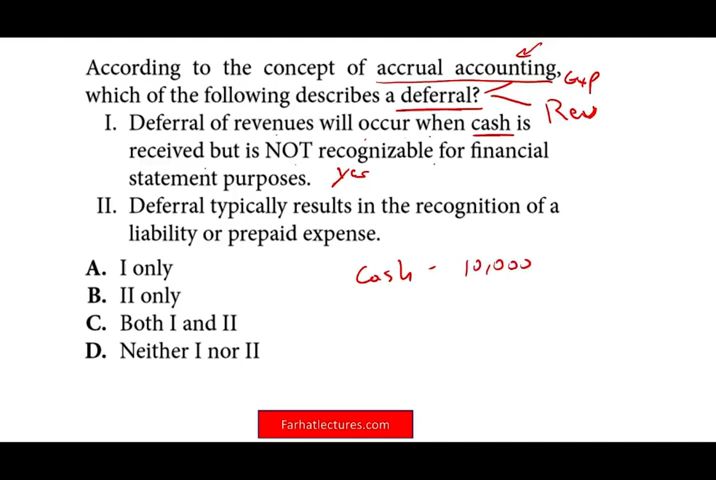 According to the concept of accrual accounting,
which of the following describes a deferral?
Exp
Rev
I. Deferral of revenues will occur when cash is
received but is NOT recognizable for financial
statement purposes. yes
II. Deferral typically results in the recognition of a
liability or prepaid expense.
A. I only
Cash - 10,000
B. II only
C. Both I and II
D. Neither I nor II
Farhatlectures.com